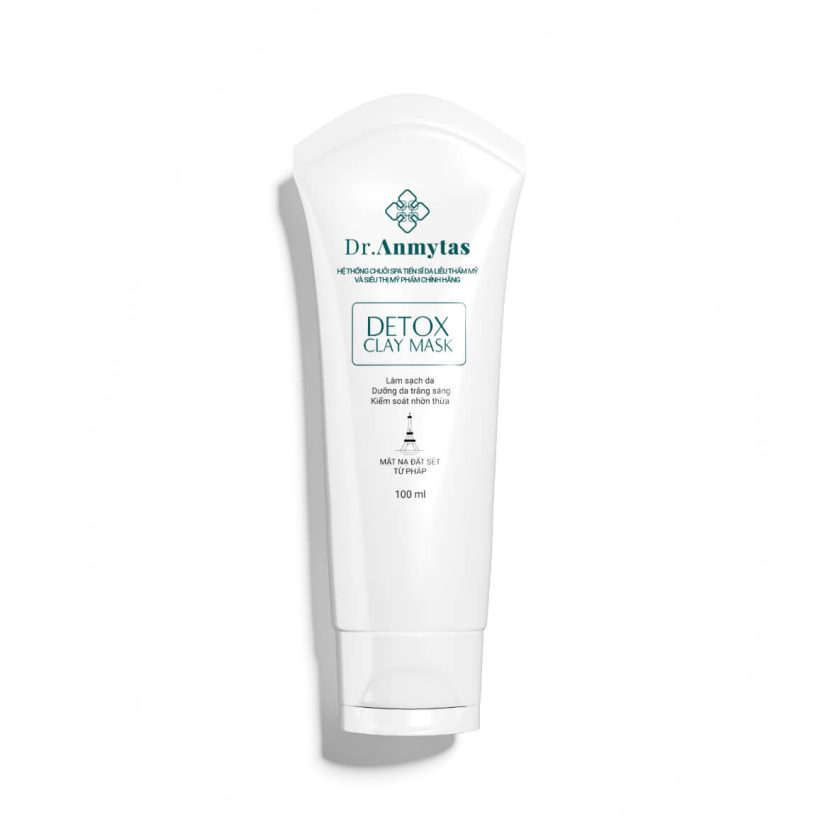 Dr.Anmytas
HỆ THỐNG CHUỖI SPA TIẾN SĨ DA LIỄU THẨM MỸ
VÀ SIÊU THỊ MỸ PHẨM CHÍNH HÃNG
DETOX
CLAY MASK
Làm sạch da
Dưỡng da trắng sáng
Kiểm soát nhờn thừa
MẶT NẠ ĐẤT SÉT
TỪ PHÁP
100 ml